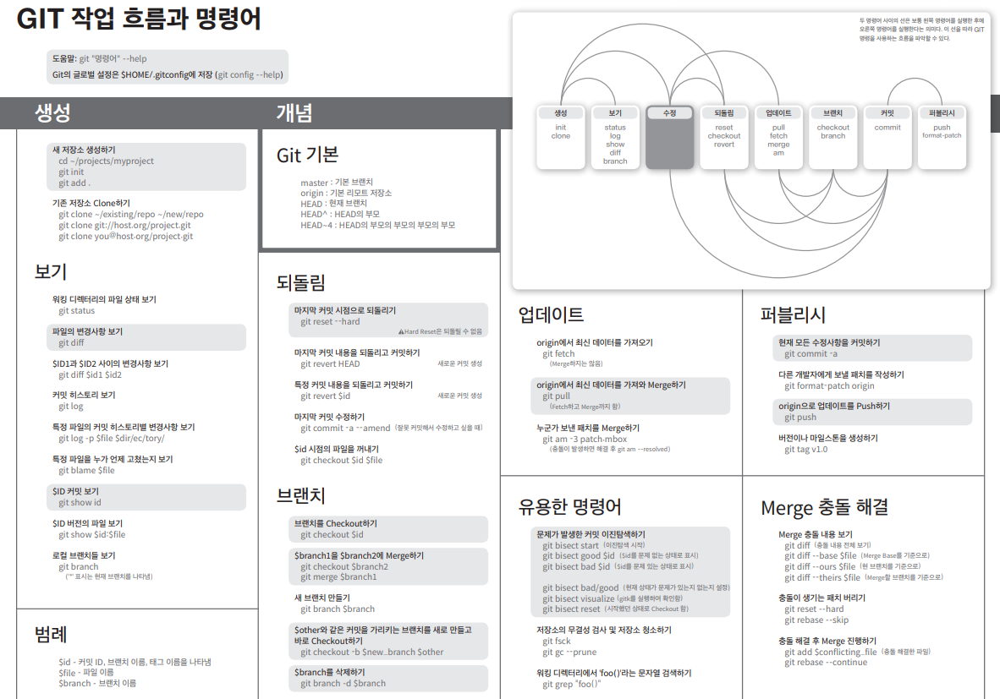 GIT 작업 흐름과 명령어
도움말: git "명령어" --help
Git의 글로벌 설정은 $HOME/.gitconfig에 저장 (git config --help)
두 명령어 사이의 선은 보통 왼쪽 명령어를 실행한 후에
오른쪽 명령어를 실행한다는 의미다. 이 선을 따라 GIT
명령을 사용하는 흐름을 파악할 수 있다.
생성
init
clone
보기
status
log
show
diff
branch
수정
되돌림
reset
checkout
revert
업데이트
pull
fetch
merge
am
브랜치
checkout
branch
커밋
commit
퍼블리시
push
format-patch
생성
새 저장소 생성하기
cd ~/projects/myproject
git init
git add .
기존 저장소 Clone하기
git clone ~/existing/repo ~/new/repo
git clone git://host.org/project.git
git clone you@host.org/project.git
보기
워킹 디렉터리의 파일 상태 보기
git status
파일의 변경사항 보기
git diff
$ID1과 $ID2 사이의 변경사항 보기
git diff $id1 $id2
커밋 히스토리 보기
git log
특정 파일의 커밋 히스토리별 변경사항 보기
git log -p $file $dir/ec/tory/
특정 파일을 누가 언제 고쳤는지 보기
git blame $file
$ID 커밋 보기
git show id
$ID 버전의 파일 보기
git show $id:$file
로컬 브랜치들 보기
git branch
('*' 표시는 현재 브랜치를 나타냄)
범례
$id - 커밋 ID, 브랜치 이름, 태그 이름을 나타냄
$file - 파일 이름
$branch - 브랜치 이름
개념
Git 기본
master : 기본 브랜치
origin : 기본 리모트 저장소
HEAD : 현재 브랜치
HEAD^ : HEAD의 부모
HEAD~4 : HEAD의 부모의 부모의 부모의 부모
되돌림
마지막 커밋 시점으로 되돌리기
git reset --hard
⚠Hard Reset은 되돌릴 수 없음
마지막 커밋 내용을 되돌리고 커밋하기
git revert HEAD 새로운 커밋 생성
특정 커밋 내용을 되돌리고 커밋하기
git revert $id 새로운 커밋 생성
마지막 커밋 수정하기
git commit -a --amend (잘못 커밋해서 수정하고 싶을 때)
$id 시점의 파일을 꺼내기
git checkout $id $file
브랜치
브랜치를 Checkout하기
git checkout $id
$branch1을 $branch2에 Merge하기
git checkout $branch2
git merge $branch1
새 브랜치 만들기
git branch $branch
$other와 같은 커밋을 가리키는 브랜치를 새로 만들고
바로 Checkout하기
git checkout -b $new_branch $other
$branch를 삭제하기
git branch -d $branch
업데이트
origin에서 최신 데이터를 가져오기
git fetch
(Merge하지는 않음)
origin에서 최신 데이터를 가져와 Merge하기
git pull
(Fetch하고 Merge까지 함)
누군가 보낸 패치를 Merge하기
git am -3 patch.mbox
(충돌이 발생하면 해결 후 git am --resolved)
유용한 명령어
문제가 발생한 커밋 이진탐색하기
git bisect start (이진탐색 시작)
git bisect good $id ($id를 문제 없는 상태로 표시)
git bisect bad $id ($id를 문제 있는 상태로 표시)
git bisect bad/good (현재 상태가 문제가 있는지 없는지 설정)
git bisect visualize (gitk를 실행하여 확인함)
git bisect reset (시작했던 상태로 Checkout 함)
저장소의 무결성 검사 및 저장소 청소하기
git fsck
git gc --prune
워킹 디렉터리에서 'foo()'라는 문자열 검색하기
git grep "foo()"
퍼블리시
현재 모든 수정사항을 커밋하기
git commit -a
다른 개발자에게 보낼 패치를 작성하기
git format-patch origin
origin으로 업데이트를 Push하기
git push
버전이나 마일스톤을 생성하기
git tag v1.0
Merge 충돌 해결
Merge 충돌 내용 보기
git diff (충돌 내용 전체 보기)
git diff --base $file (Merge Base를 기준으로)
git diff --ours $file (현 브랜치를 기준으로)
git diff --theirs $file (Merge할 브랜치를 기준으로)
충돌이 생기는 패치 버리기
git reset --hard
git rebase --skip
충돌 해결 후 Merge 진행하기
git add $conflicting_file (충돌 해결한 파일)
git rebase --continue